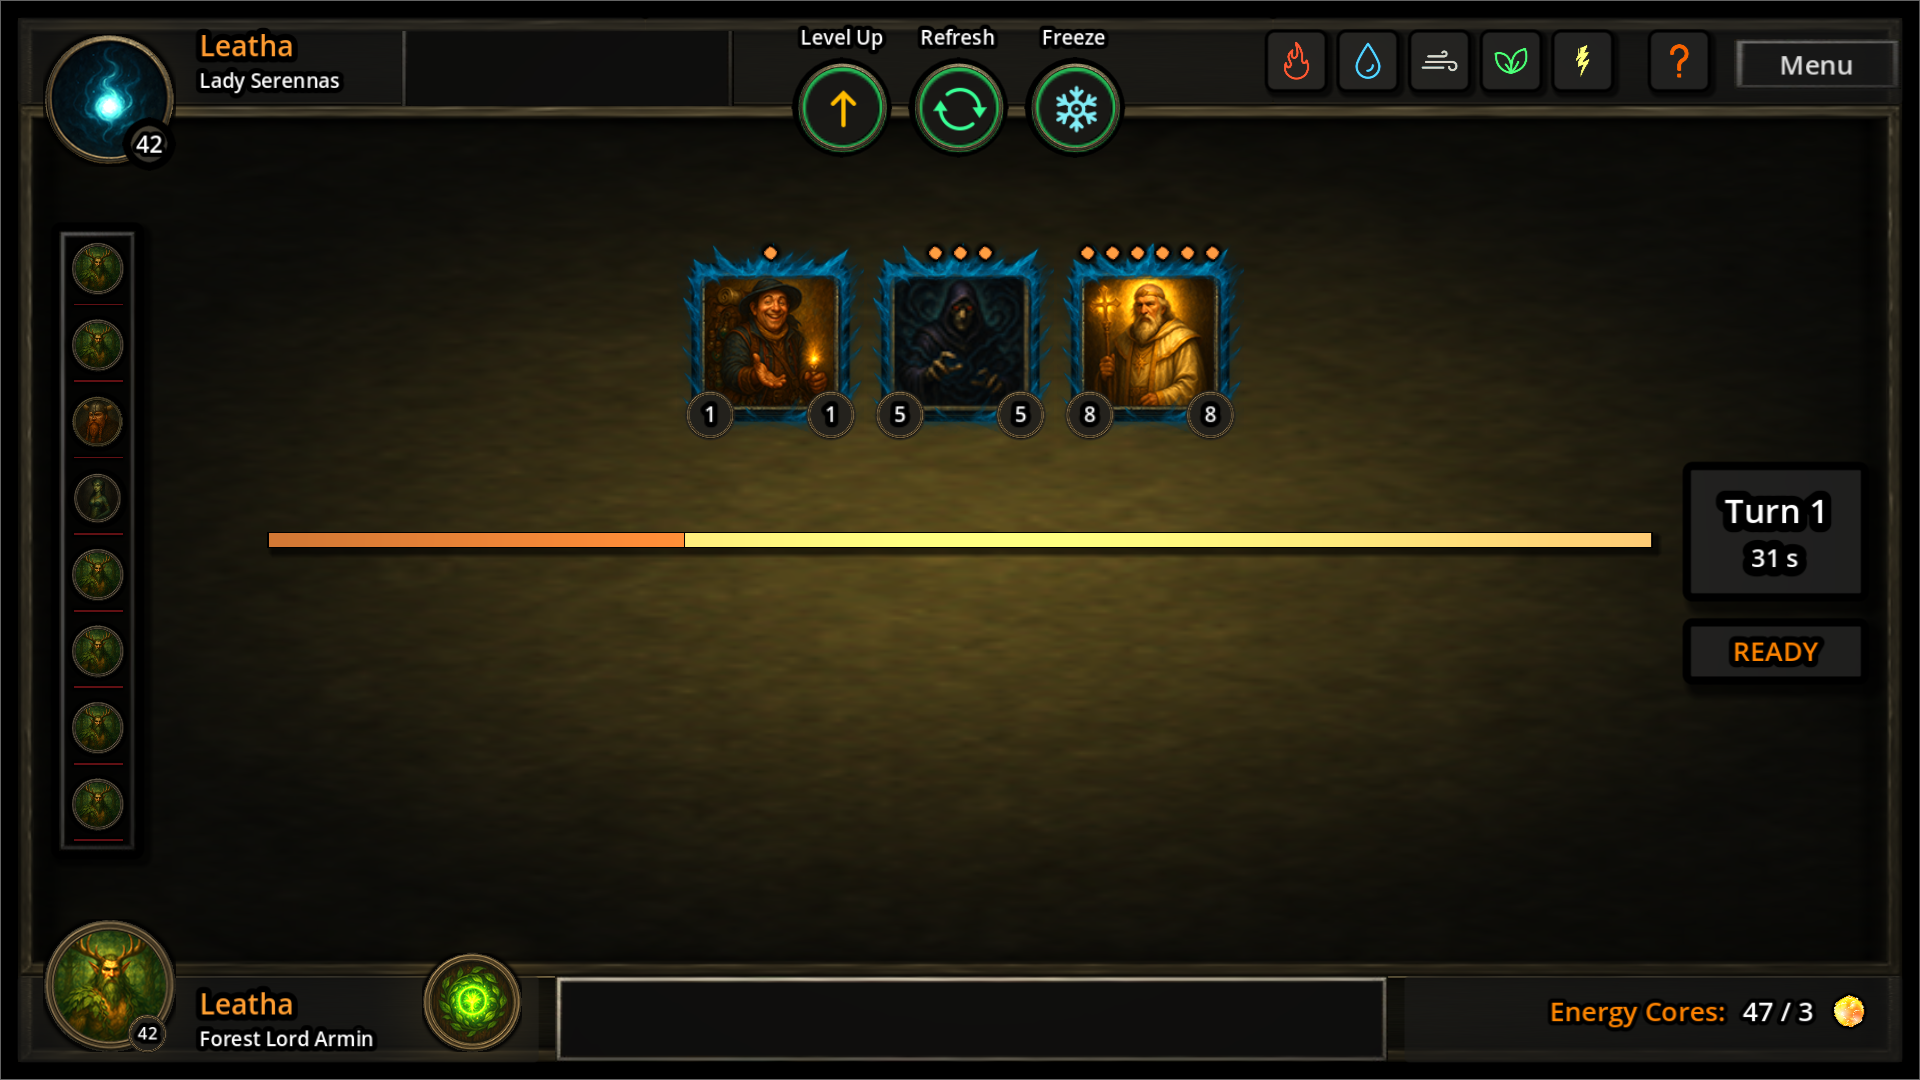 Leatha
Lady Serennas
42
Level Up
Refresh
Freeze
?
Menu
1
1
5
5
8
8
Turn 1
31 s
READY
42
Leatha
Forest Lord Armin
Energy Cores: 47 / 3